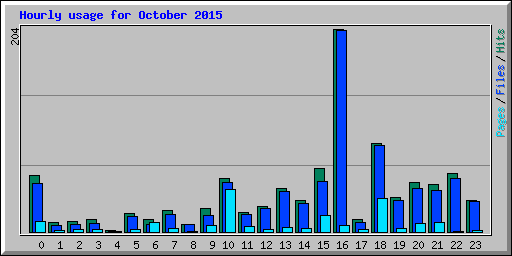 Hourly usage for October 2015
204
Pages / Files / Hits
0 1 2 3 4 5 6 7 8 9 10 11 12 13 14 15 16 17 18 19 20 21 22 23